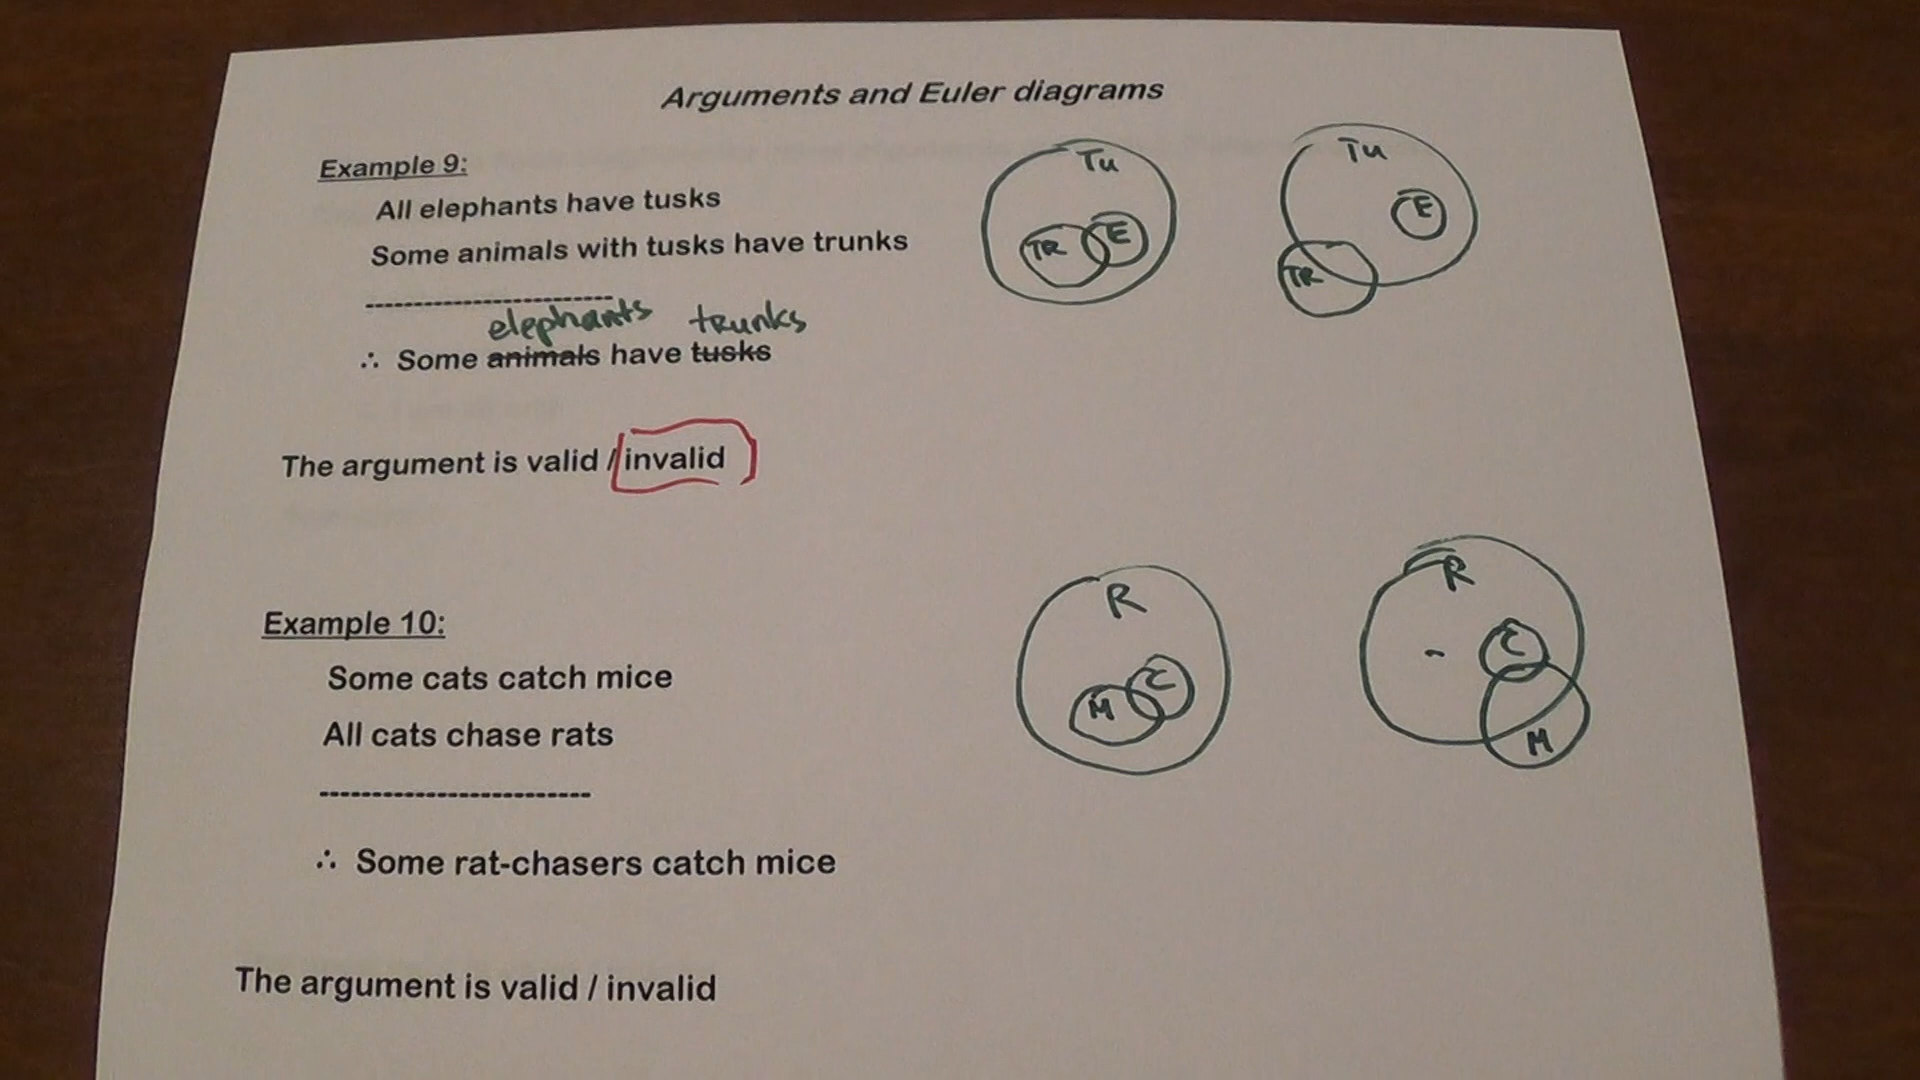 Arguments and Euler diagrams
Example 9:
All elephants have tusks
Some animals with tusks have trunks
-------------------------
elephants trunks
∴ Some animals have tusks
The argument is valid / invalid
Tu
TR E
Tu
E
TR
Example 10:
Some cats catch mice
All cats chase rats
-------------------------
∴ Some rat-chasers catch mice
The argument is valid / invalid
R
M C
R
C
M